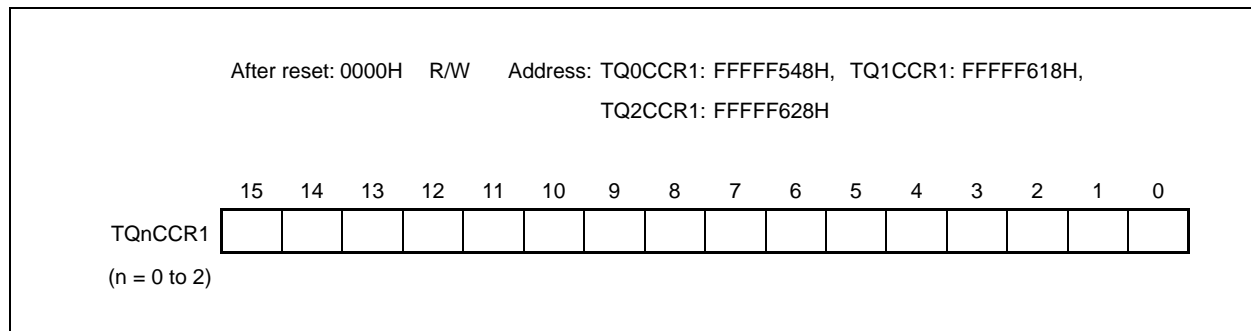 After reset: 0000H R/W Address: TQ0CCR1: FFFFF548H, TQ1CCR1: FFFFF618H,
TQ2CCR1: FFFFF628H
15 14 13 12 11 10 9 8 7 6 5 4 3 2 1 0
TQnCCR1
(n = 0 to 2)